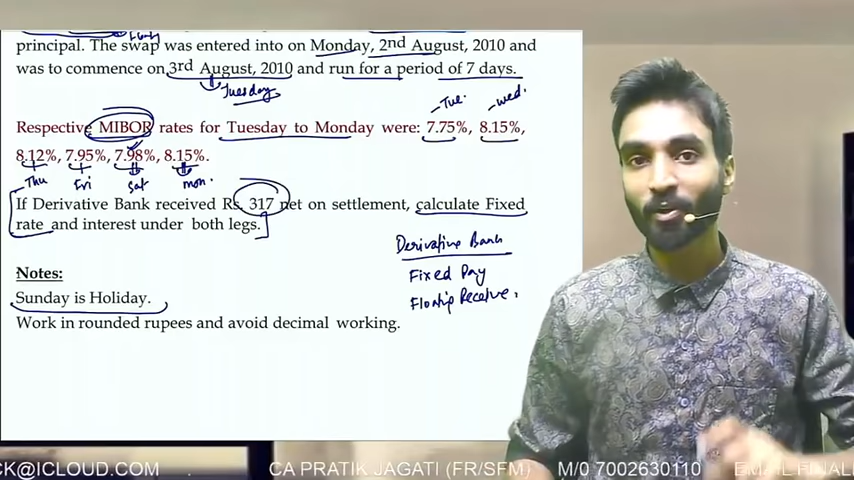 principal. The swap was entered into on Monday, 2nd August, 2010 and
was to commence on 3rd August, 2010 and run for a period of 7 days.
Tuesday
Tue. wed.
Respective MIBOR rates for Tuesday to Monday were: 7.75%, 8.15%,
8.12%, 7.95%, 7.98%, 8.15%.
Thu Fri Sat mon.
If Derivative Bank received Rs. 317 net on settlement, calculate Fixed
rate and interest under both legs.
Derivative Bank
Fixed Pay
Receive.
Notes:
Sunday is Holiday.
Work in rounded rupees and avoid decimal working.
CK@ICLOUD.COM CA PRATIK JAGATI (FR/SFM) M/0 7002630110 EMAIL FINAL